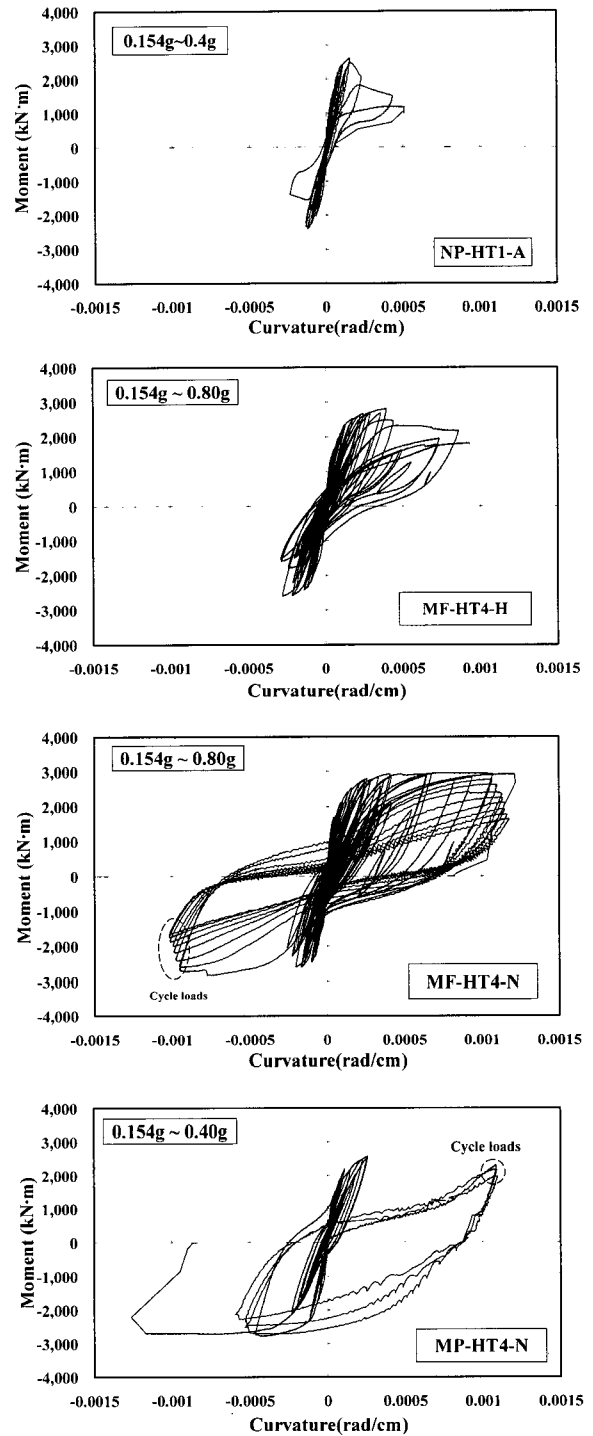 4,000
0.154g~0.4g
3,000
2,000
1,000
0
-1,000
-2,000
-3,000
-4,000
Moment (kN·m)
NP-HT1-A
-0.0015 -0.001 -0.0005 0 0.0005 0.001 0.0015
Curvature(rad/cm)
4,000
0.154g ~ 0.80g
3,000
2,000
1,000
0
-1,000
-2,000
-3,000
-4,000
Moment (kN·m)
MF-HT4-H
-0.0015 -0.001 -0.0005 0 0.0005 0.001 0.0015
Curvature(rad/cm)
4,000
0.154g ~ 0.80g
3,000
2,000
1,000
0
-1,000
-2,000
-3,000
-4,000
Moment (kN·m)
Cycle loads
MF-HT4-N
-0.0015 -0.001 -0.0005 0 0.0005 0.001 0.0015
Curvature(rad/cm)
4,000
0.154g ~ 0.40g
3,000
Cycle loads
2,000
1,000
0
-1,000
-2,000
-3,000
-4,000
Moment (kN·m)
MP-HT4-N
-0.0015 -0.001 -0.0005 0 0.0005 0.001 0.0015
Curvature(rad/cm)